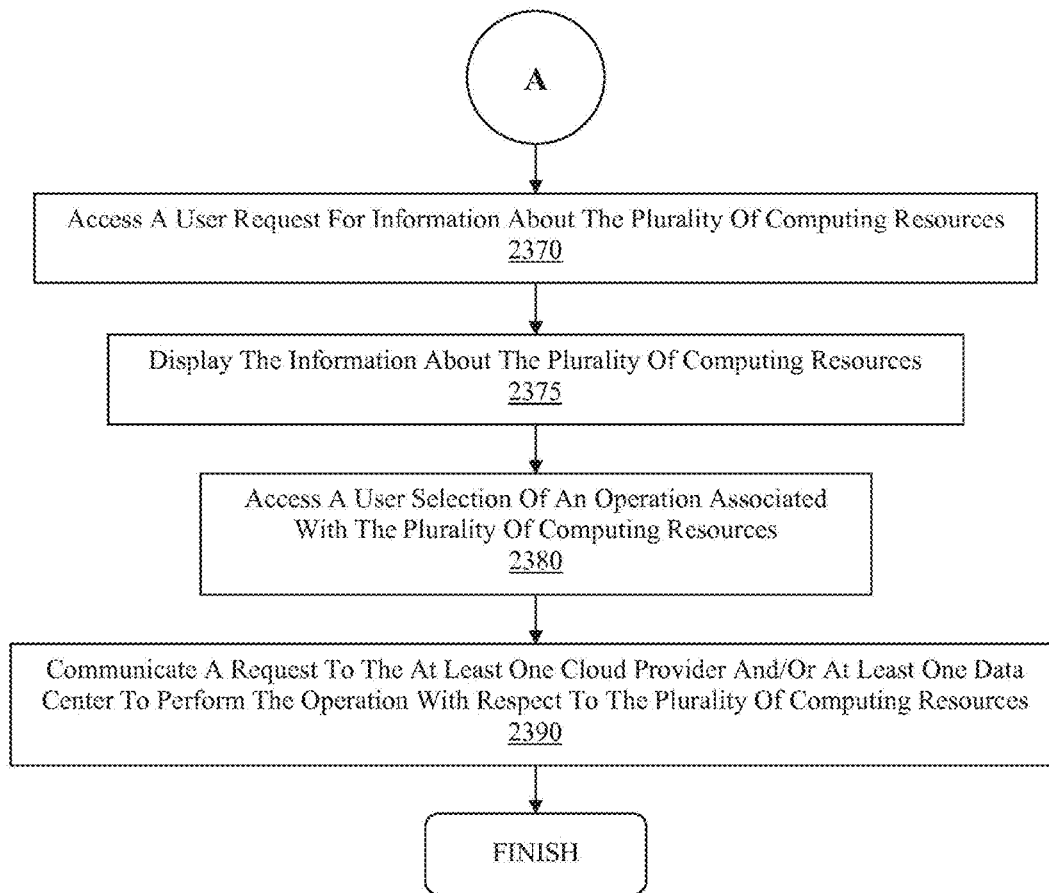 A
Access A User Request For Information About The Plurality Of Computing Resources
2370
Display The Information About The Plurality Of Computing Resources
2375
Access A User Selection Of An Operation Associated
With The Plurality Of Computing Resources
2380
Communicate A Request To The At Least One Cloud Provider And/Or At Least One Data
Center To Perform The Operation With Respect To The Plurality Of Computing Resources
2390
FINISH